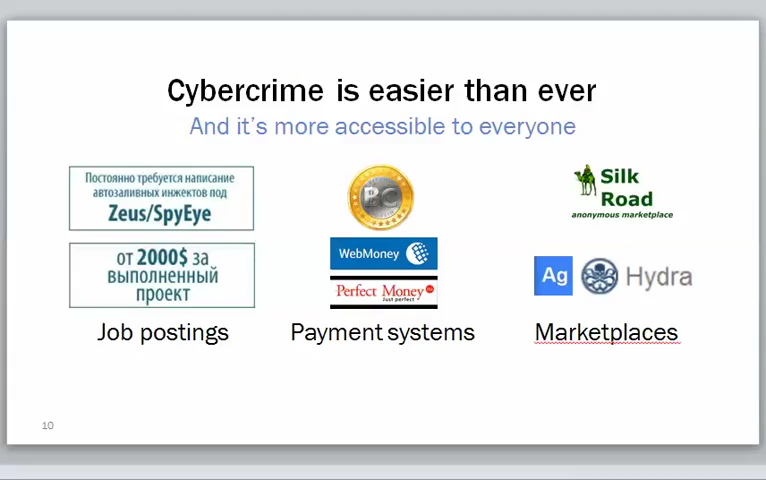 Cybercrime is easier than ever
And it's more accessible to everyone
Постоянно требуется написание
автозаливных инжектов под
Zeus/SpyEye
от 2000$ за
выполненный
проект
Job postings
BC
WebMoney
Perfect Money
Just perfect
Payment systems
Silk
Road
anonymous marketplace
Ag
Hydra
Marketplaces
10